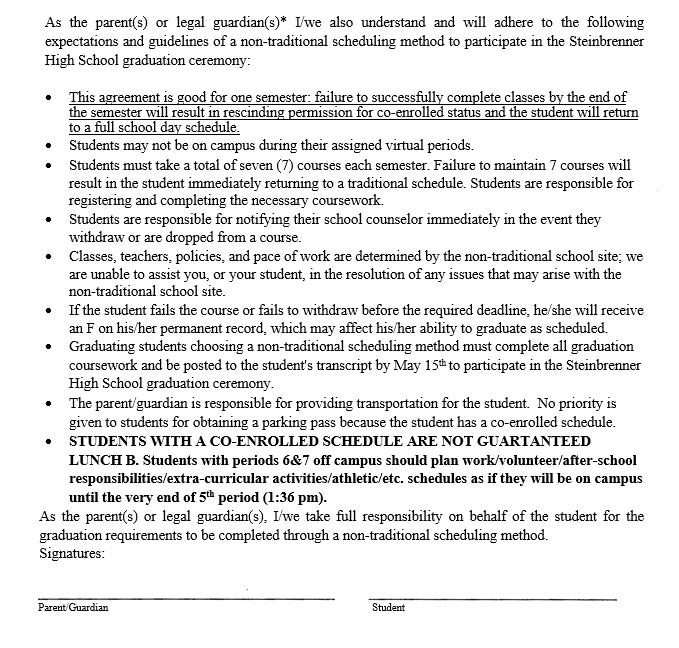 As the parent(s) or legal guardian(s)* I/we also understand and will adhere to the following
expectations and guidelines of a non-traditional scheduling method to participate in the Steinbrenner
High School graduation ceremony:
• This agreement is good for one semester: failure to successfully complete classes by the end of
the semester will result in rescinding permission for co-enrolled status and the student will return
to a full school day schedule.
• Students may not be on campus during their assigned virtual periods.
• Students must take a total of seven (7) courses each semester. Failure to maintain 7 courses will
result in the student immediately returning to a traditional schedule. Students are responsible for
registering and completing the necessary coursework.
• Students are responsible for notifying their school counselor immediately in the event they
withdraw or are dropped from a course.
• Classes, teachers, policies, and pace of work are determined by the non-traditional school site; we
are unable to assist you, or your student, in the resolution of any issues that may arise with the
non-traditional school site.
• If the student fails the course or fails to withdraw before the required deadline, he/she will receive
an F on his/her permanent record, which may affect his/her ability to graduate as scheduled.
• Graduating students choosing a non-traditional scheduling method must complete all graduation
coursework and be posted to the student's transcript by May 15th to participate in the Steinbrenner
High School graduation ceremony.
• The parent/guardian is responsible for providing transportation for the student. No priority is
given to students for obtaining a parking pass because the student has a co-enrolled schedule.
• STUDENTS WITH A CO-ENROLLED SCHEDULE ARE NOT GUARTANTEED
LUNCH B. Students with periods 6&7 off campus should plan work/volunteer/after-school
responsibilities/extra-curricular activities/athletic/etc. schedules as if they will be on campus
until the very end of 5th period (1:36 pm).
As the parent(s) or legal guardian(s), I/we take full responsibility on behalf of the student for the
graduation requirements to be completed through a non-traditional scheduling method.
Signatures:
Parent/Guardian Student